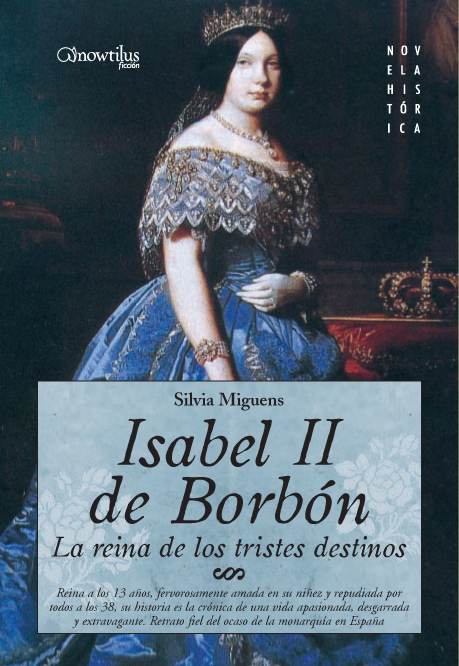 nowtilus
ficción
NOV
ELA
HIS
TÓR
ICA
Silvia Miguens
Isabel II
de Borbón
La reina de los tristes destinos
Reina a los 13 años, fervorosamente amada en su niñez y repudiada por
todos a los 38, su historia es la crónica de una vida apasionada, desgarrada
y extravagante. Retrato fiel del ocaso de la monarquía en España